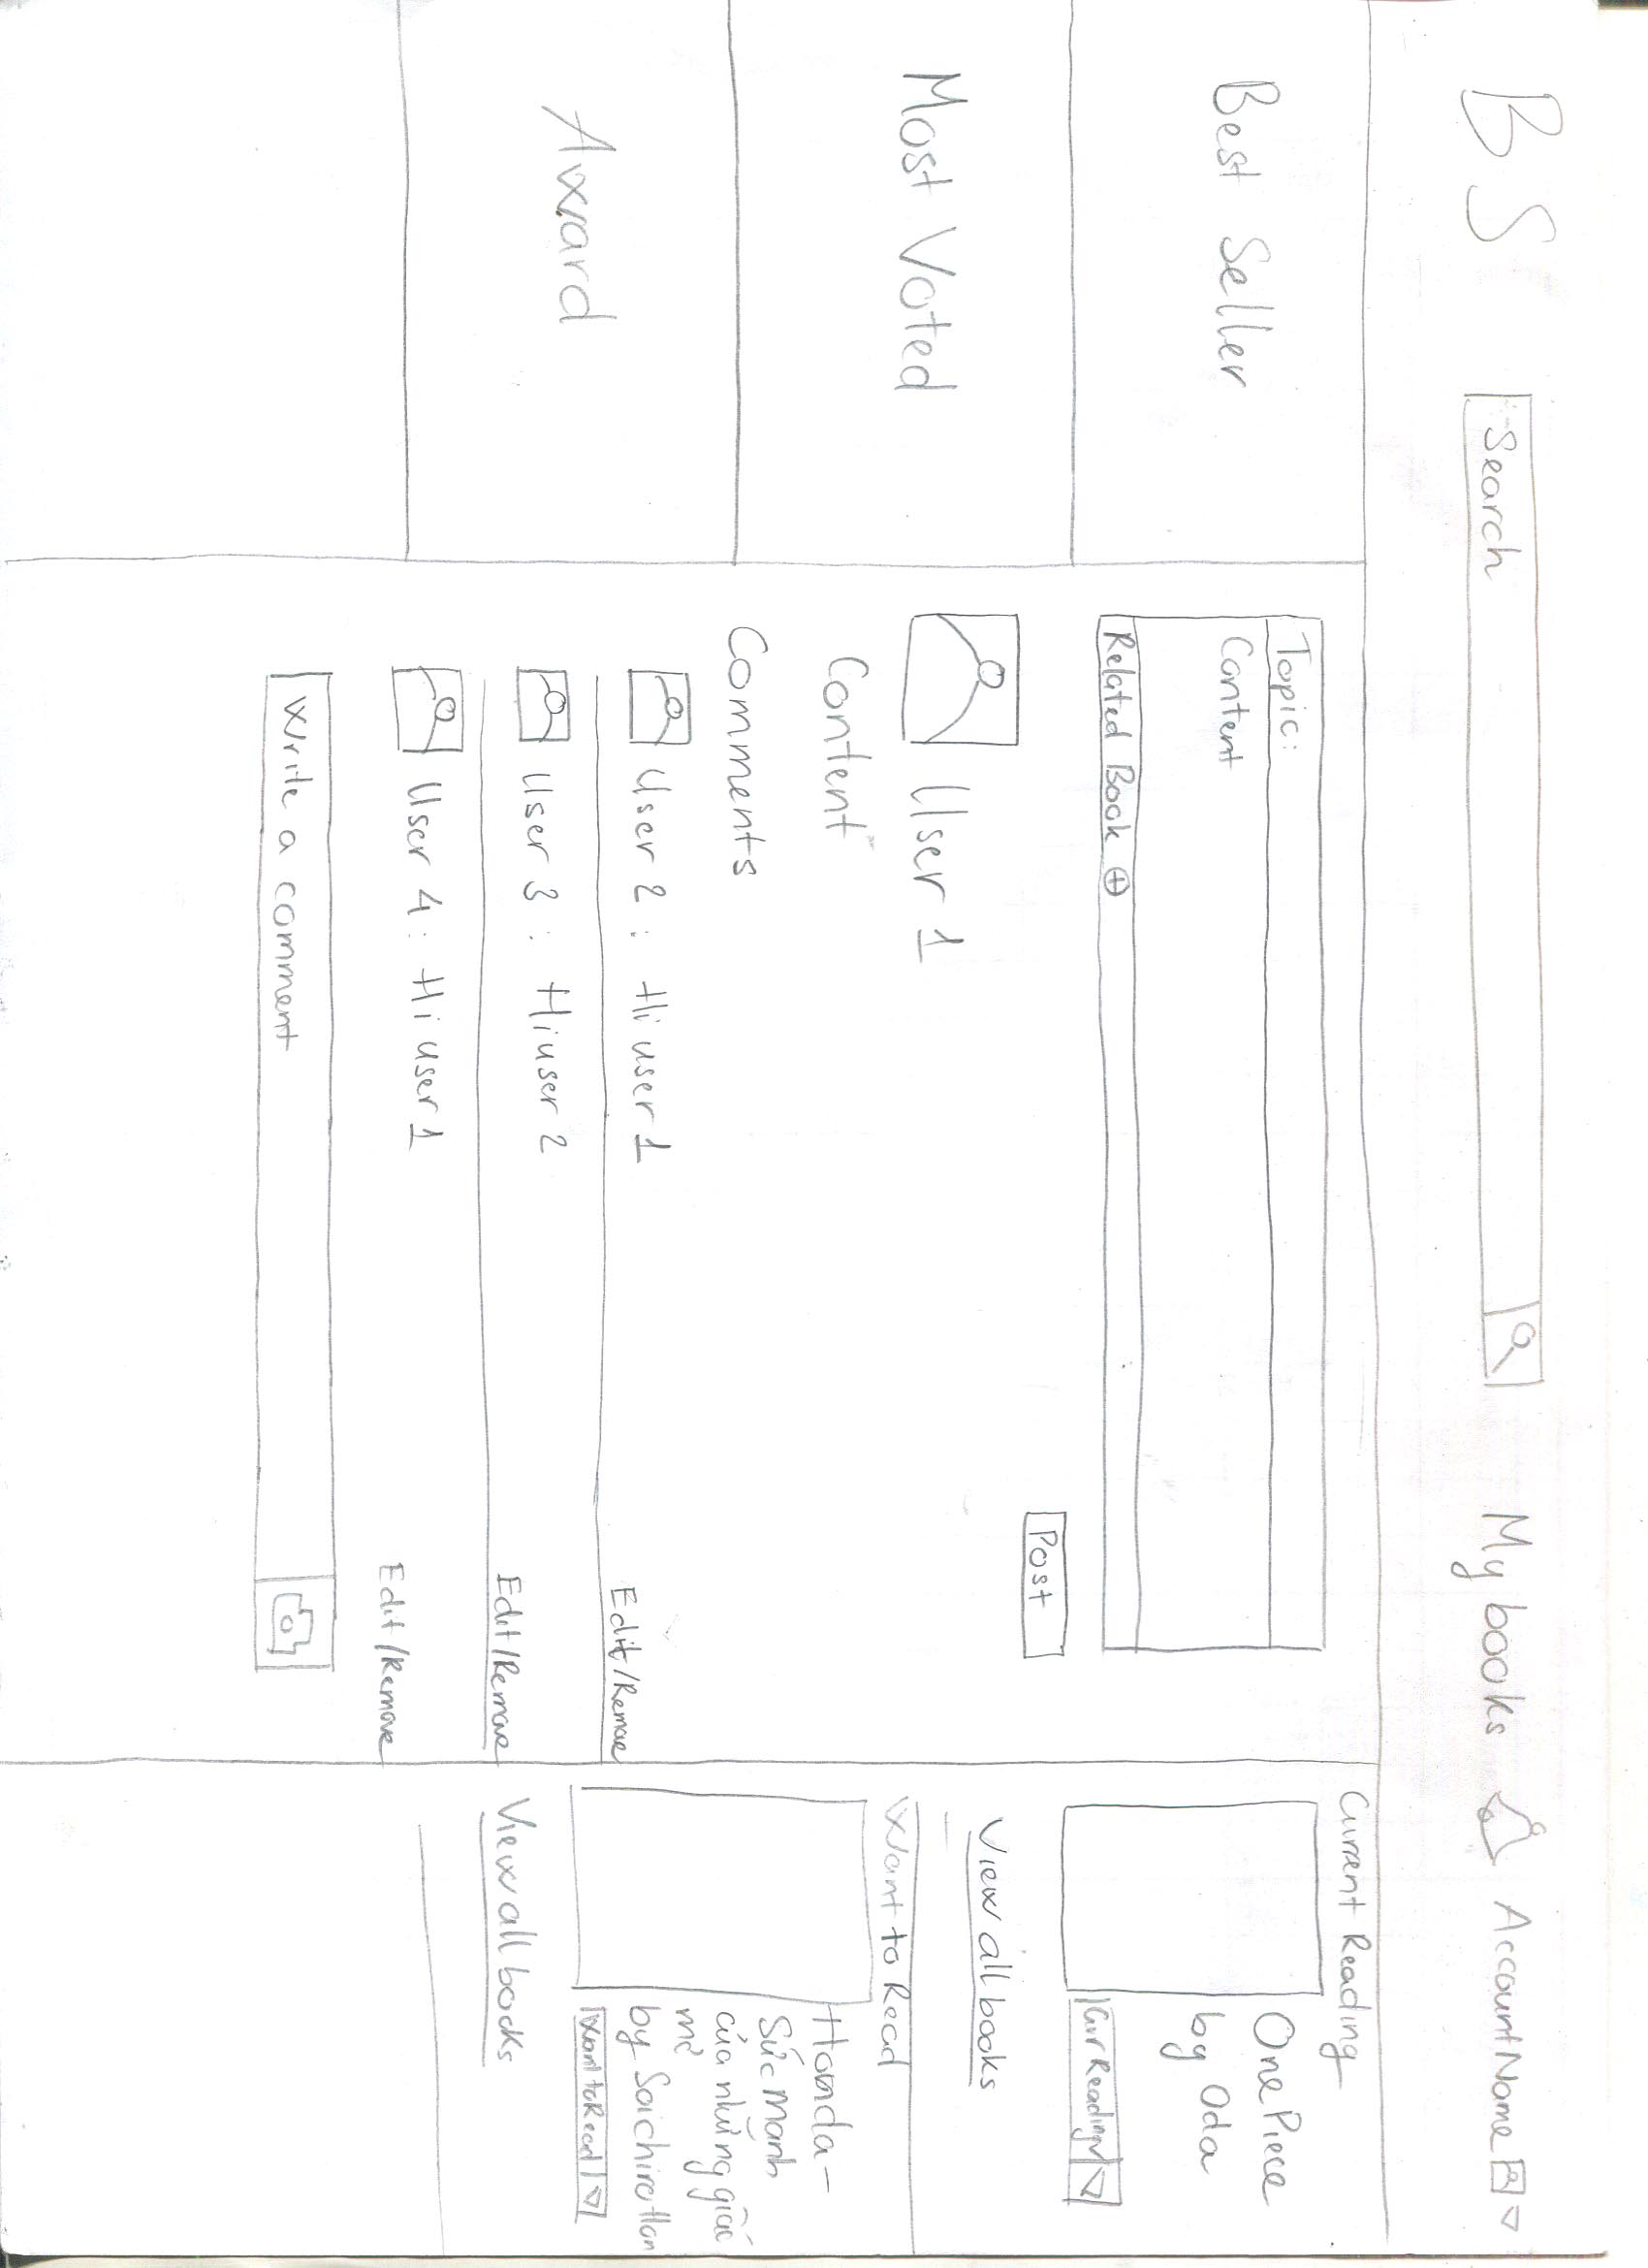 BS
Search
My books
Account Name
Best Seller
Most Voted
Award
Topic:
Content
Related Book
Post
User 1
Content
Comments
User 2 : Hi user 1
Edit/Remove
User 3 : Hi user 2
Edit/Remove
User 4 : Hi user 1
Edit/Remove
Write a comment
Current Reading
One Piece
by Oda
Cur Reading
View all books
Want to Read
Honda -
Sức mạnh
của những giấc
mơ
by Soichiro Hon
Want to Read
View all books